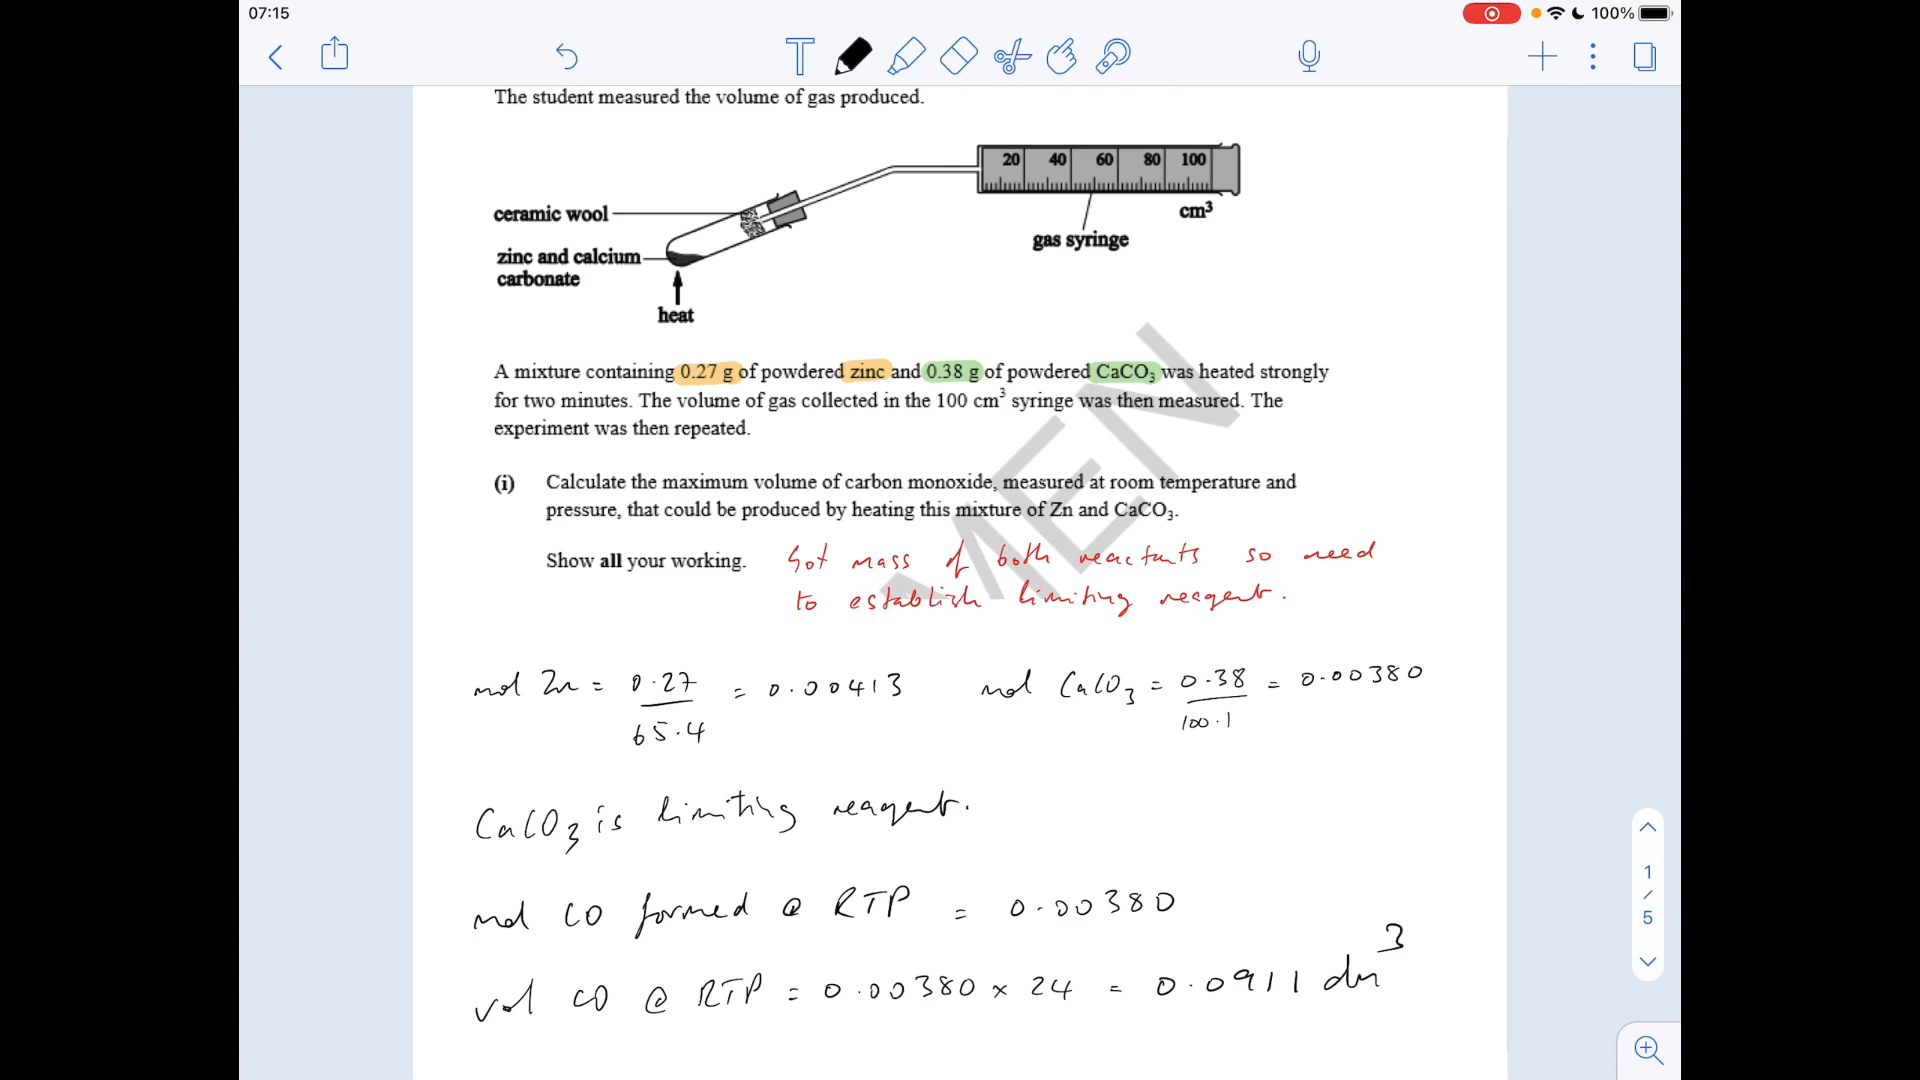 07:15
100%
The student measured the volume of gas produced.
20 40 60 80 100
ceramic wool
cm³
gas syringe
zinc and calcium
carbonate
heat
A mixture containing 0.27 g of powdered zinc and 0.38 g of powdered CaCO₃ was heated strongly
for two minutes. The volume of gas collected in the 100 cm³ syringe was then measured. The
experiment was then repeated.
(i) Calculate the maximum volume of carbon monoxide, measured at room temperature and
pressure, that could be produced by heating this mixture of Zn and CaCO₃.
Show all your working.
Got mass of both reactants so need
to establish limiting reagent.
MEN
mol Zn = 0.27 / 65.4 = 0.00413
mol CaCO₃ = 0.38 / 100.1 = 0.00380
CaCO₃ is limiting reagent.
mol CO formed @ RTP = 0.00380
vol CO @ RTP = 0.00380 × 24 = 0.0911 dm³
1
/
5